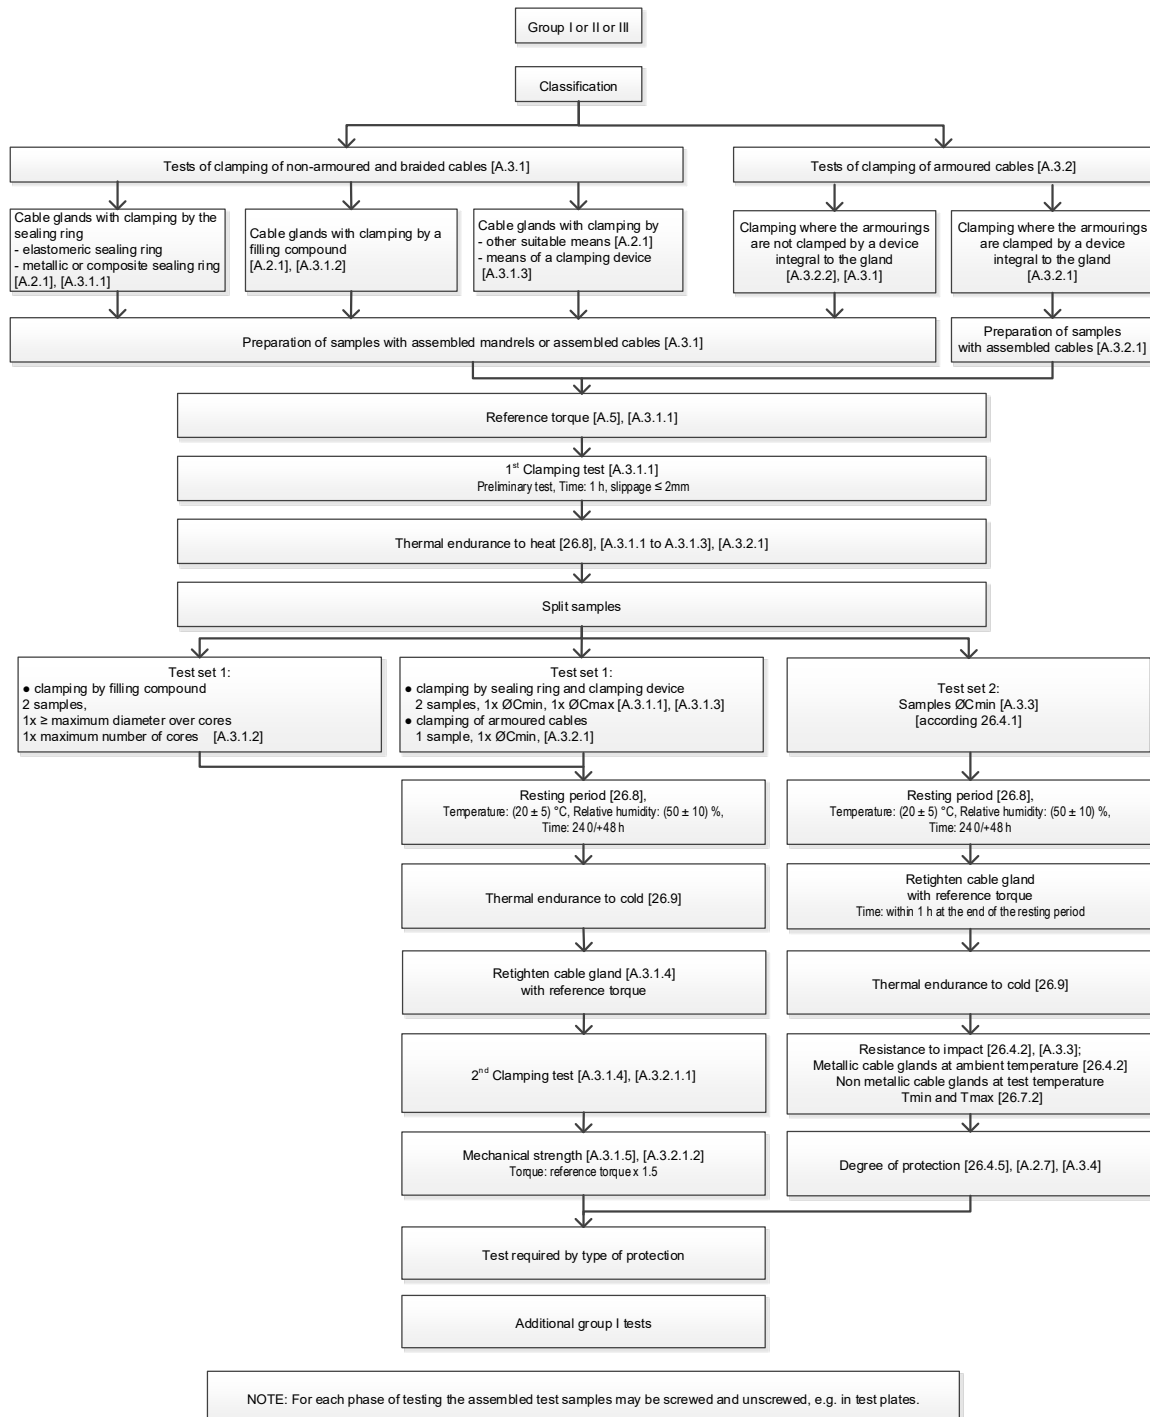 Group I or II or III
Classification
Tests of clamping of non-armoured and braided cables [A.3.1]
Tests of clamping of armoured cables [A.3.2]
Cable glands with clamping by the
sealing ring
- elastomeric sealing ring
- metallic or composite sealing ring
[A.2.1], [A.3.1.1]
Cable glands with clamping by a
filling compound
[A.2.1], [A.3.1.2]
Cable glands with clamping by
- other suitable means [A.2.1]
- means of a clamping device
[A.3.1.3]
Clamping where the armourings
are not clamped by a device
integral to the gland
[A.3.2.2], [A.3.1]
Clamping where the armourings
are clamped by a device
integral to the gland
[A.3.2.1]
Preparation of samples with assembled mandrels or assembled cables [A.3.1]
Preparation of samples
with assembled cables [A.3.2.1]
Reference torque [A.5], [A.3.1.1]
1st Clamping test [A.3.1.1]
Preliminary test, Time: 1 h, slippage ≤ 2mm
Thermal endurance to heat [26.8], [A.3.1.1 to A.3.1.3], [A.3.2.1]
Split samples
Test set 1:
● clamping by filling compound
2 samples,
1x ≥ maximum diameter over cores
1x maximum number of cores [A.3.1.2]
Test set 1:
● clamping by sealing ring and clamping device
2 samples, 1x ØCmin, 1x ØCmax [A.3.1.1], [A.3.1.3]
● clamping of armoured cables
1 sample, 1x ØCmin, [A.3.2.1]
Test set 2:
Samples ØCmin [A.3.3]
[according 26.4.1]
Resting period [26.8],
Temperature: (20 ± 5) °C, Relative humidity: (50 ± 10) %,
Time: 24 0/+48 h
Resting period [26.8],
Temperature: (20 ± 5) °C, Relative humidity: (50 ± 10) %,
Time: 24 0/+48 h
Thermal endurance to cold [26.9]
Retighten cable gland
with reference torque
Time: within 1 h at the end of the resting period
Retighten cable gland [A.3.1.4]
with reference torque
Thermal endurance to cold [26.9]
2nd Clamping test [A.3.1.4], [A.3.2.1.1]
Resistance to impact [26.4.2], [A.3.3];
Metallic cable glands at ambient temperature [26.4.2]
Non metallic cable glands at test temperature
Tmin and Tmax [26.7.2]
Mechanical strength [A.3.1.5], [A.3.2.1.2]
Torque: reference torque x 1.5
Degree of protection [26.4.5], [A.2.7], [A.3.4]
Test required by type of protection
Additional group I tests
NOTE: For each phase of testing the assembled test samples may be screwed and unscrewed, e.g. in test plates.